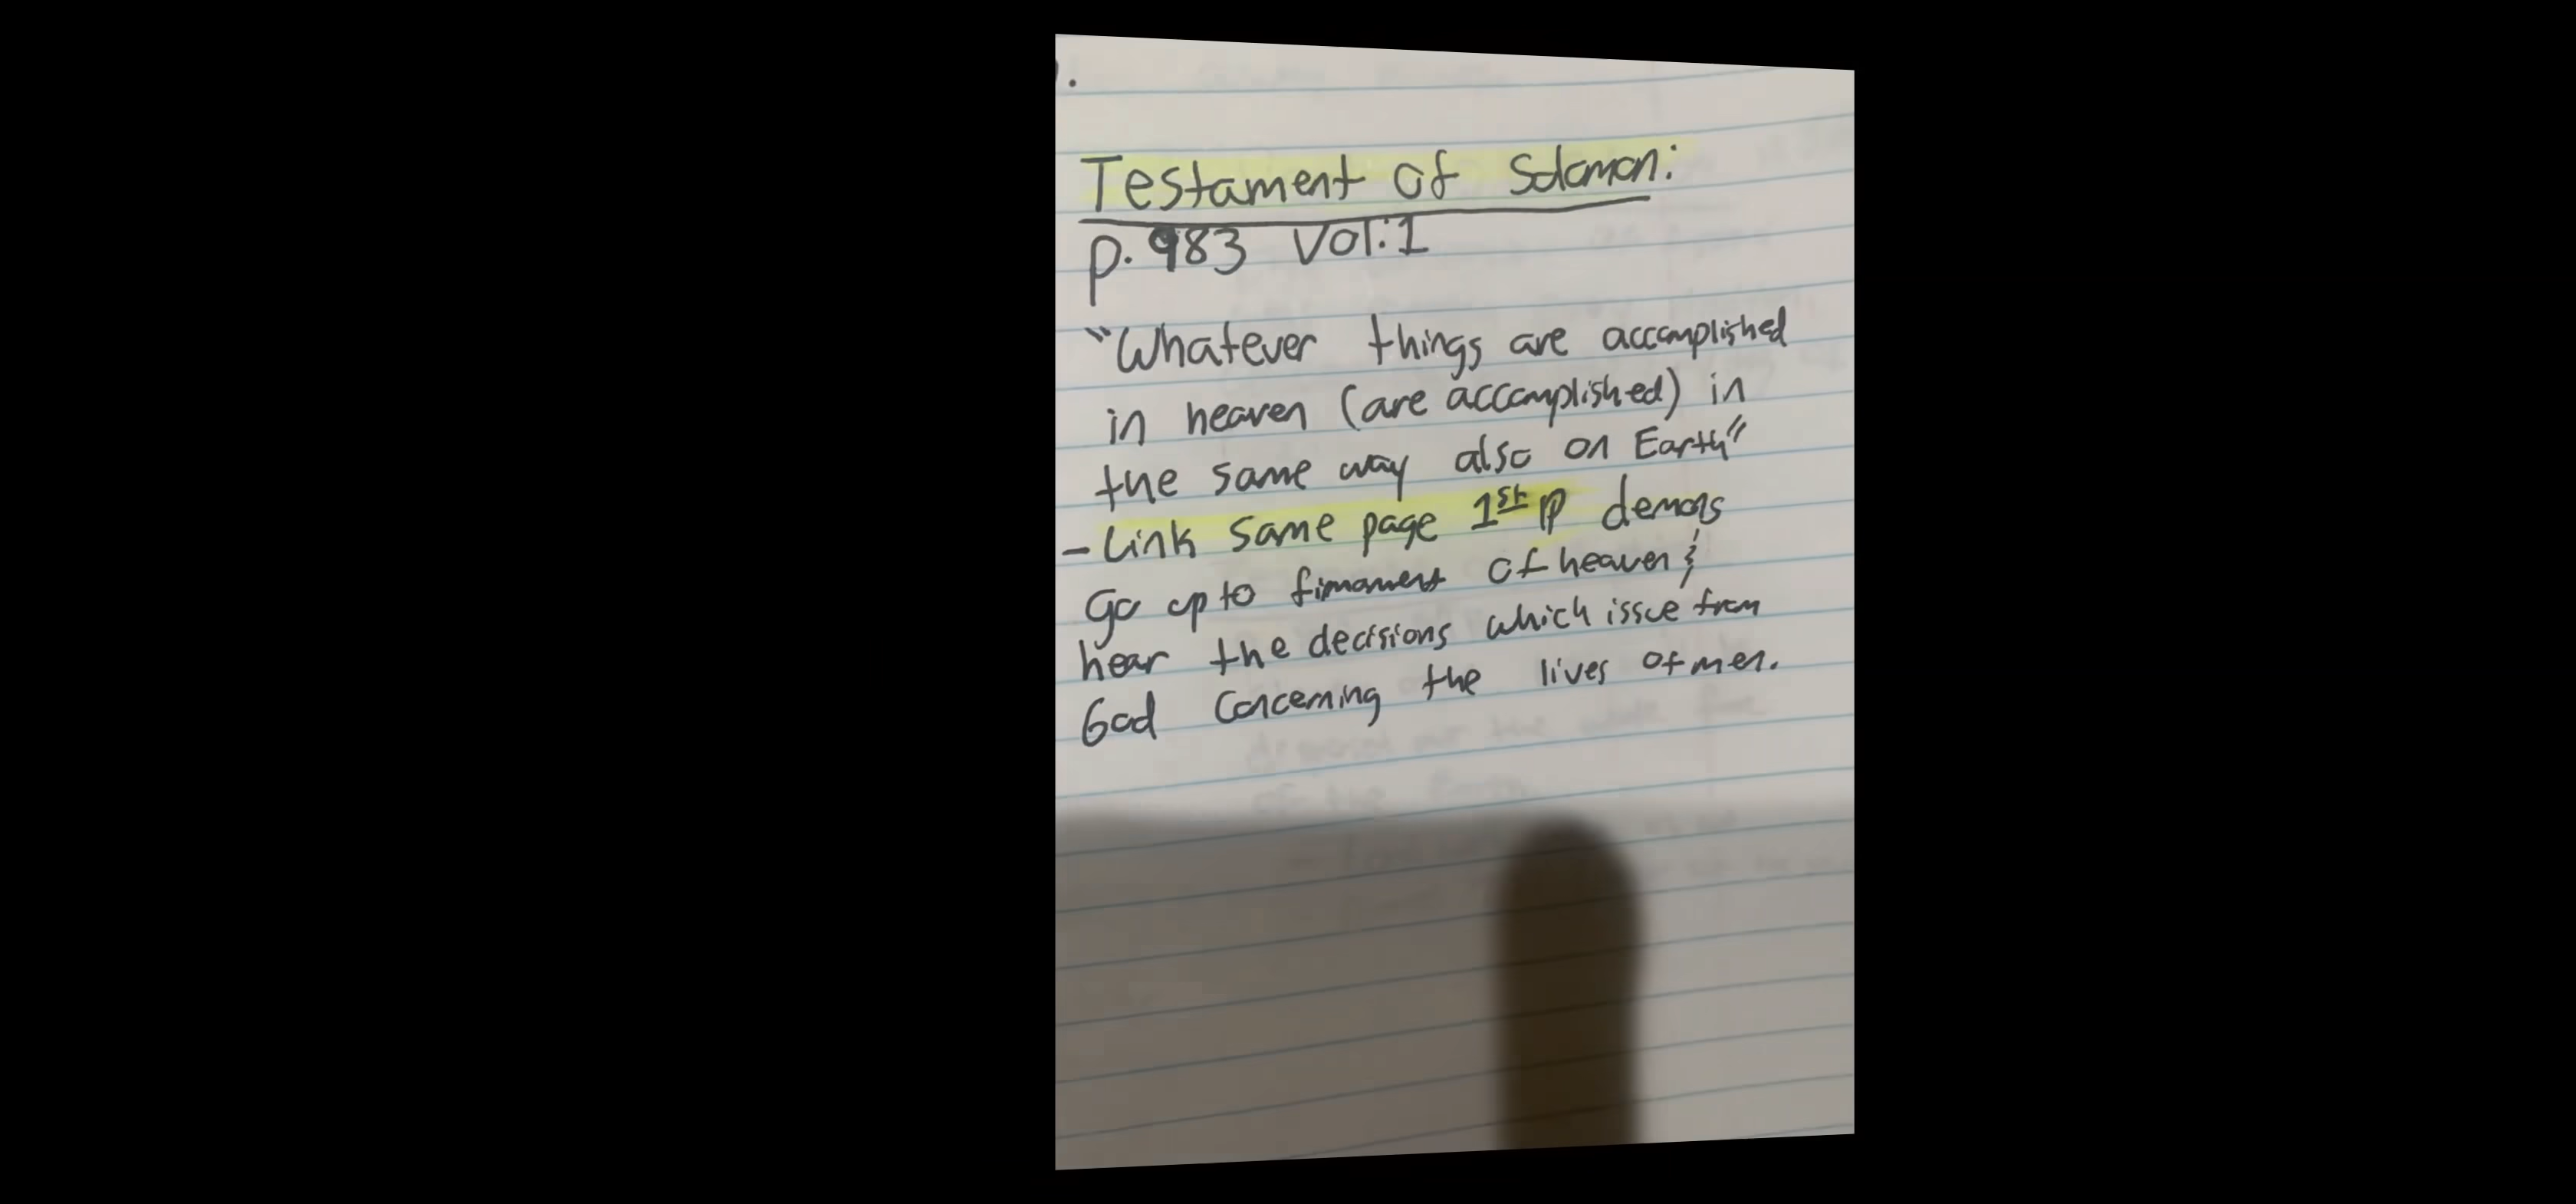 Testament of Solomon:
p. 983 Vol:1
"Whatever things are accomplished
in heaven (are accomplished) in
the same way also on Earth"
- Link same page 1st pp demons
Go up to fimament of heaven &
hear the decisions which issue from
God concerning the lives of men.